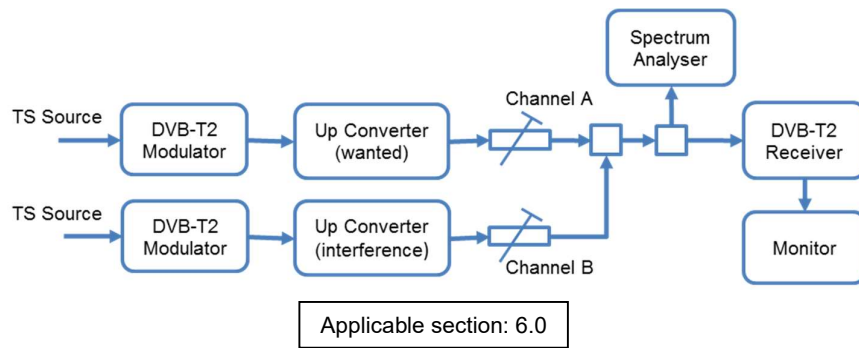 Spectrum
Analyser
TS Source
DVB-T2
Modulator
Up Converter
(wanted)
Channel A
DVB-T2
Receiver
TS Source
DVB-T2
Modulator
Up Converter
(interference)
Channel B
Monitor
Applicable section: 6.0